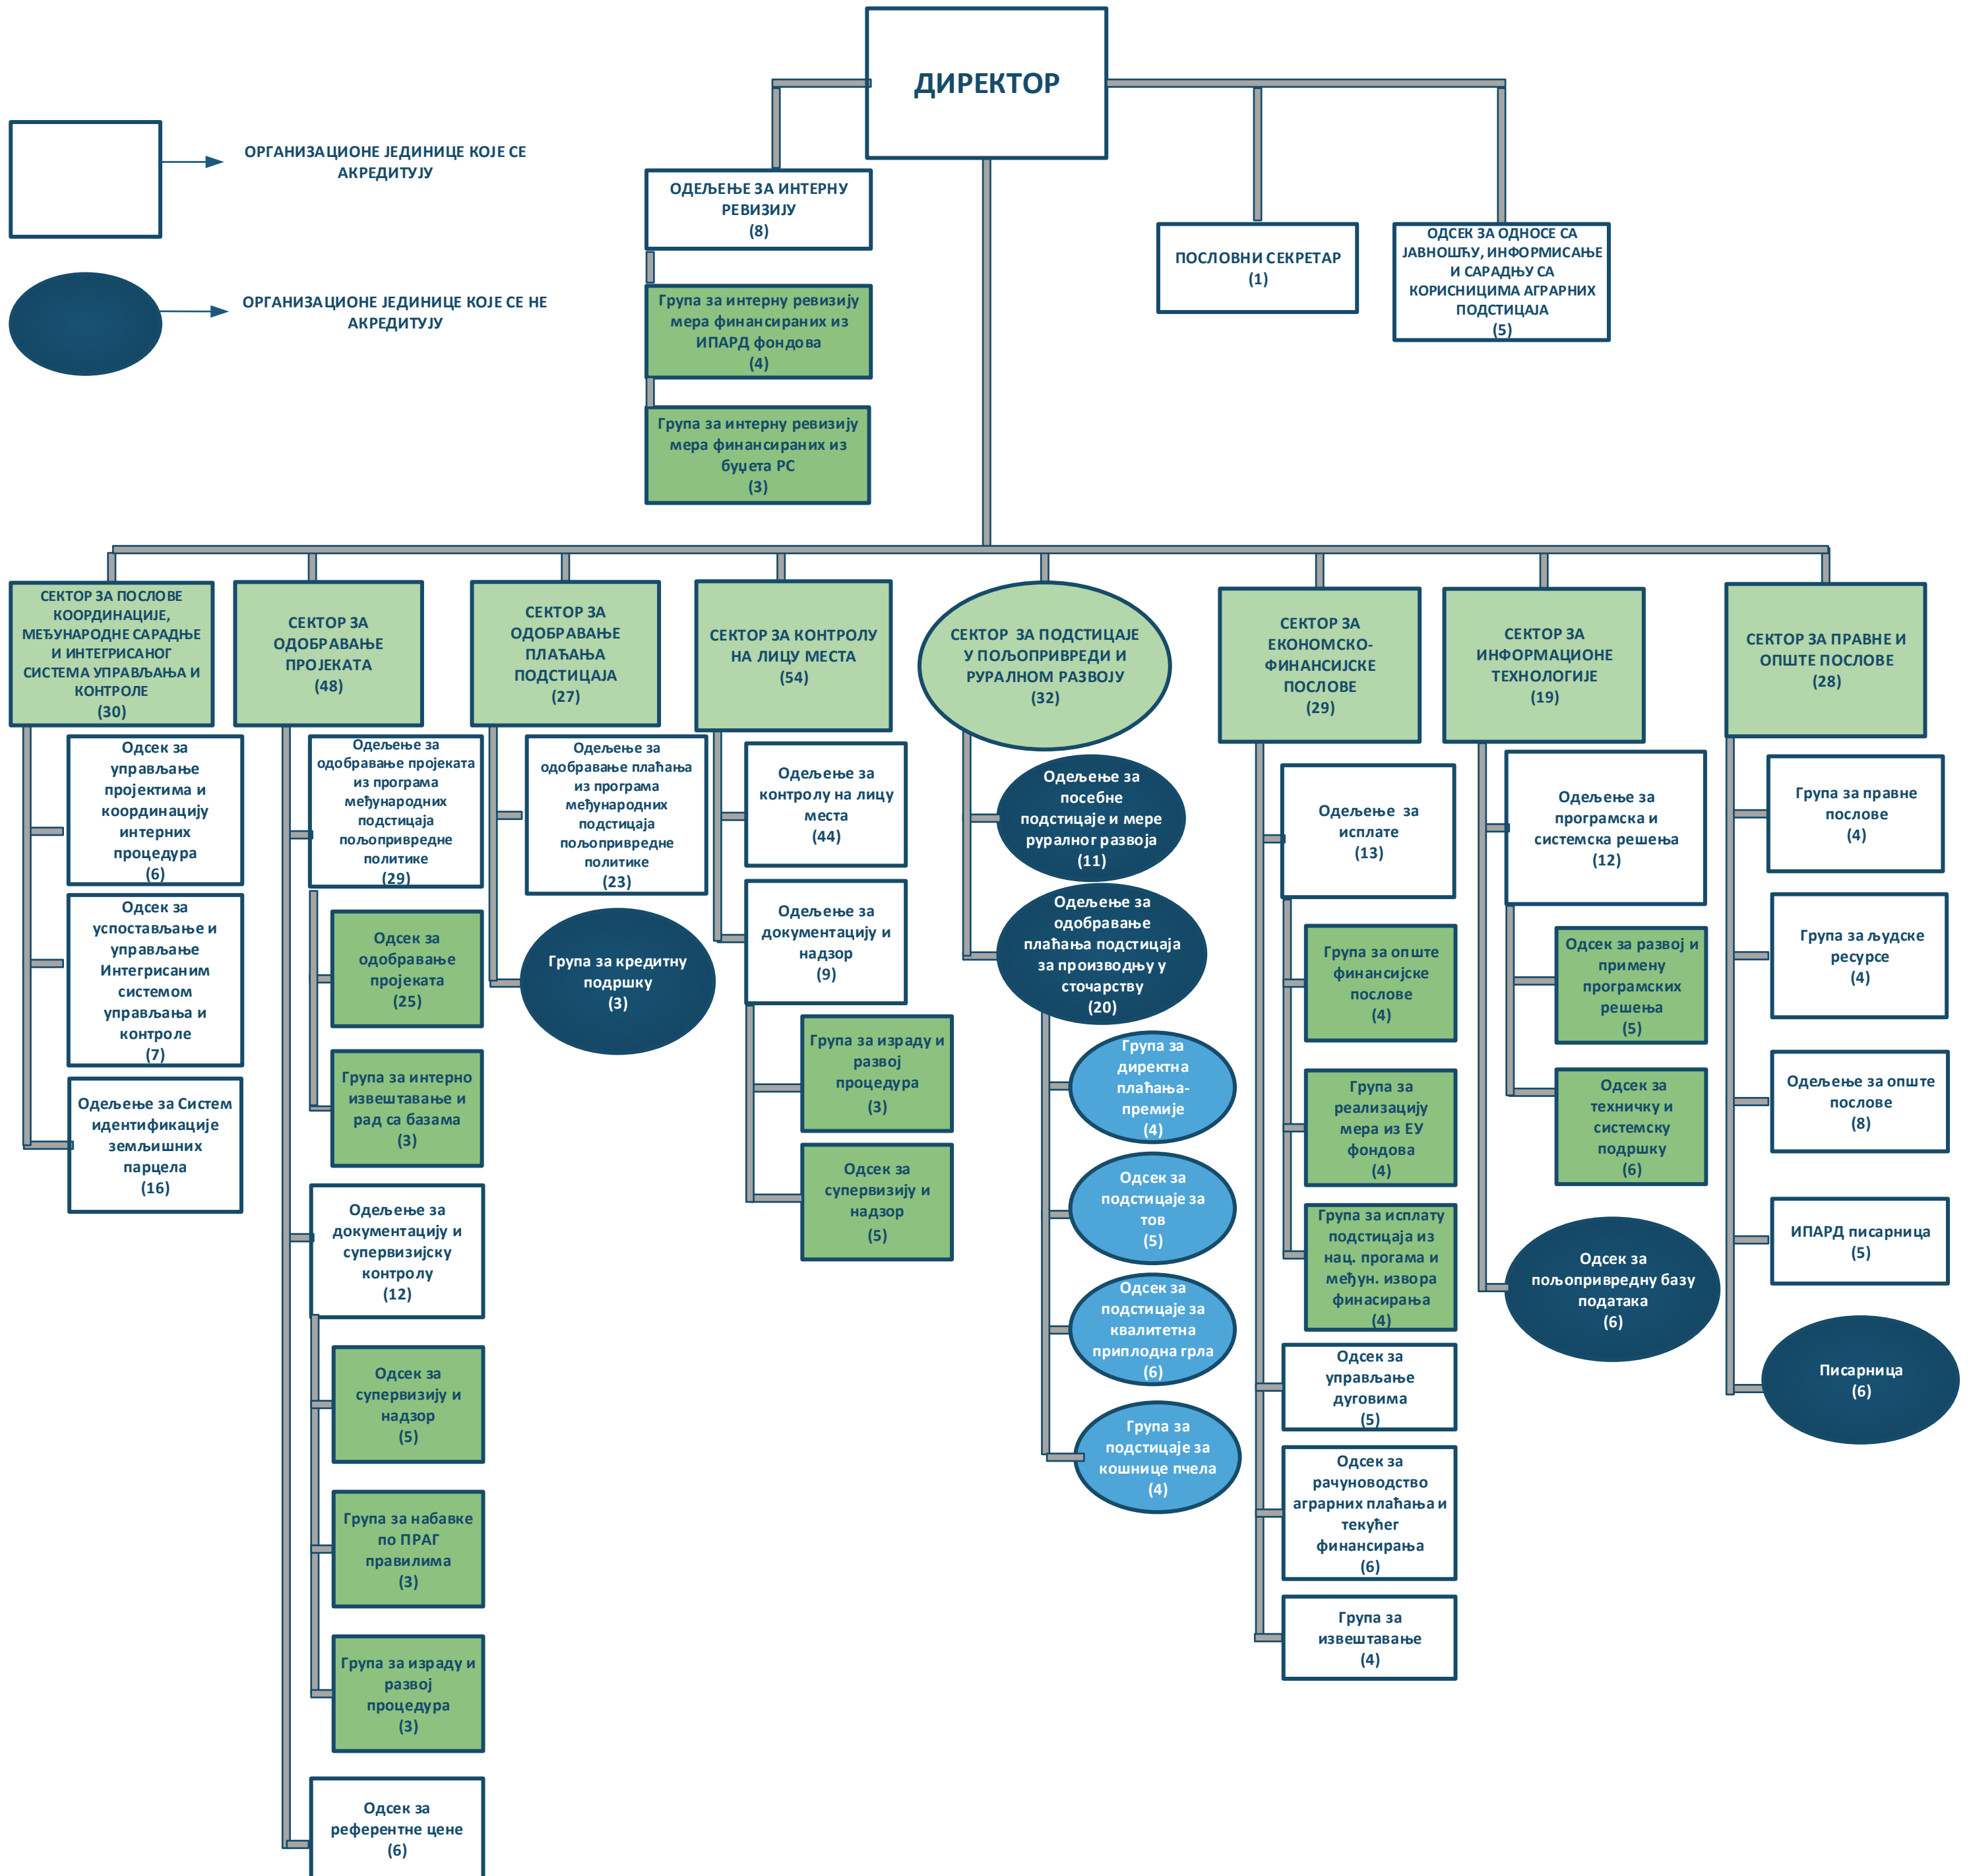 ДИРЕКТОР
ОРГАНИЗАЦИОНЕ ЈЕДИНИЦЕ КОЈЕ СЕ
АКРЕДИТУЈУ
ОРГАНИЗАЦИОНЕ ЈЕДИНИЦЕ КОЈЕ СЕ НЕ
АКРЕДИТУЈУ
ОДЕЉЕЊЕ ЗА ИНТЕРНУ
РЕВИЗИЈУ
(8)
Група за интерну ревизију
мера финансираних из
ИПАРД фондова
(4)
Група за интерну ревизију
мера финансираних из
буџета РС
(3)
ПОСЛОВНИ СЕКРЕТАР
(1)
ОДСЕК ЗА ОДНОСЕ СА
ЈАВНОШЋУ, ИНФОРМИСАЊЕ
И САРАДЊУ СА
КОРИСНИЦИМА АГРАРНИХ
ПОДСТИЦАЈА
(5)
СЕКТОР ЗА ПОСЛОВЕ
КООРДИНАЦИЈЕ,
МЕЂУНАРОДНЕ САРАДЊЕ
И ИНТЕГРИСАНОГ
СИСТЕМА УПРАВЉАЊА И
КОНТРОЛЕ
(30)
Одсек за
управљање
пројектима и
координацију
интерних
процедура
(6)
Одсек за
успостављање и
управљање
Интегрисаним
системом
управљања и
контроле
(7)
Одељење за Систем
идентификације
земљишних
парцела
(16)
СЕКТОР ЗА
ОДОБРАВАЊЕ
ПРОЈЕКАТА
(48)
Одељење за
одобравање пројеката
из програма
међународних
подстицаја
пољопривредне
политике
(29)
Одсек за
одобравање
пројеката
(25)
Група за интерно
извештавање и
рад са базама
(3)
Одељење за
документацију и
супервизијску
контролу
(12)
Одсек за
супервизију и
надзор
(5)
Група за набавке
по ПРАГ
правилима
(3)
Група за израду и
развој
процедура
(3)
Одсек за
референтне цене
(6)
СЕКТОР ЗА
ОДОБРАВАЊЕ
ПЛАЋАЊА
ПОДСТИЦАЈА
(27)
Одељење за
одобравање плаћања
из програма
међународних
подстицаја
пољопривредне
политике
(23)
Група за кредитну
подршку
(3)
СЕКТОР ЗА КОНТРОЛУ
НА ЛИЦУ МЕСТА
(54)
Одељење за
контролу на лицу
места
(44)
Одељење за
документацију и
надзор
(9)
Група за израду и
развој
процедура
(3)
Одсек за
супервизију и
надзор
(5)
СЕКТОР ЗА ПОДСТИЦАЈЕ
У ПОЉОПРИВРЕДИ И
РУРАЛНОМ РАЗВОЈУ
(32)
Одељење за
посебне
подстицаје и мере
руралног развоја
(11)
Одељење за
одобравање
плаћања подстицаја
за производњу у
сточарству
(20)
Група за
директна
плаћања-
премије
(4)
Одсек за
подстицаје за
тов
(5)
Одсек за
подстицаје за
квалитетна
приплодна грла
(6)
Група за
подстицаје за
кошнице пчела
(4)
СЕКТОР ЗА
ЕКОНОМСКО-
ФИНАНСИЈСКЕ
ПОСЛОВЕ
(29)
Одељење за
исплате
(13)
Група за опште
финансијске
послове
(4)
Група за
реализацију
мера из ЕУ
фондова
(4)
Група за исплату
подстицаја из
нац. прогама и
међун. извора
финасирања
(4)
Одсек за
управљање
дуговима
(5)
Одсек за
рачуноводство
аграрних плаћања и
текућег
финансирања
(6)
Група за
извештавање
(4)
СЕКТОР ЗА
ИНФОРМАЦИОНЕ
ТЕХНОЛОГИЈЕ
(19)
Одељење за
програмска и
системска решења
(12)
Одсек за развој и
примену
програмских
решења
(5)
Одсек за
техничку и
системску
подршку
(6)
Одсек за
пољопривредну базу
података
(6)
СЕКТОР ЗА ПРАВНЕ И
ОПШТЕ ПОСЛОВЕ
(28)
Група за правне
послове
(4)
Група за људске
ресурсе
(4)
Одељење за опште
послове
(8)
ИПАРД писарница
(5)
Писарница
(6)